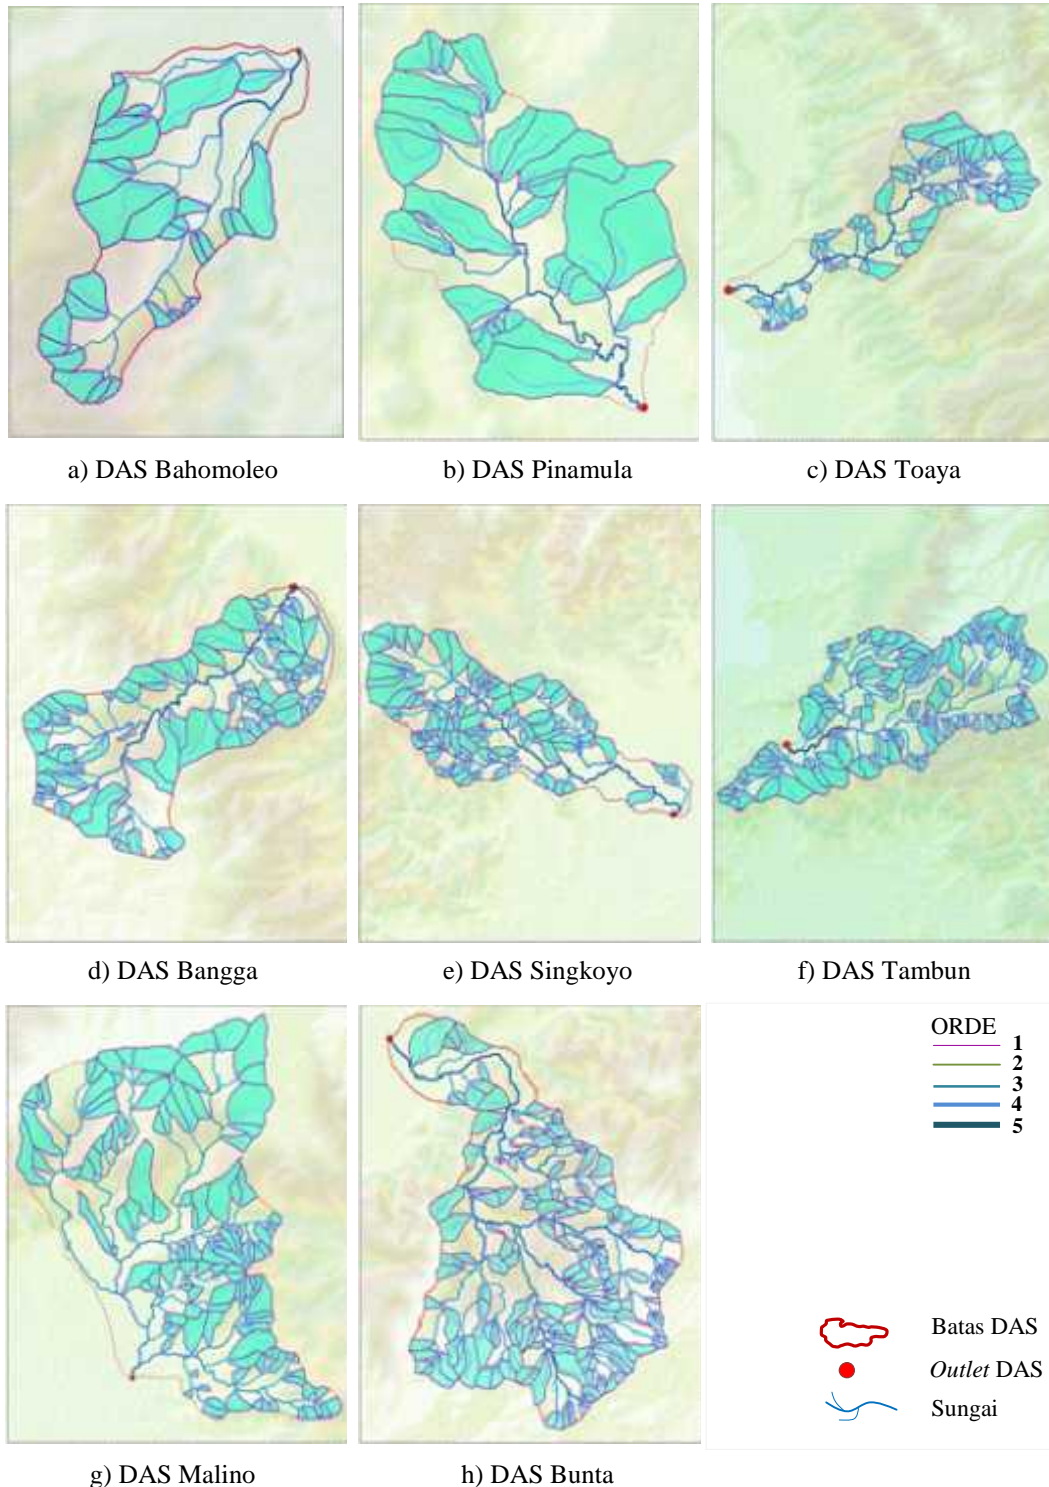 a) DAS Bahomoleo
b) DAS Pinamula
c) DAS Toaya
d) DAS Bangga
e) DAS Singkoyo
f) DAS Tambun
g) DAS Malino
h) DAS Bunta
ORDE
1
2
3
4
5
Batas DAS
Outlet DAS
Sungai